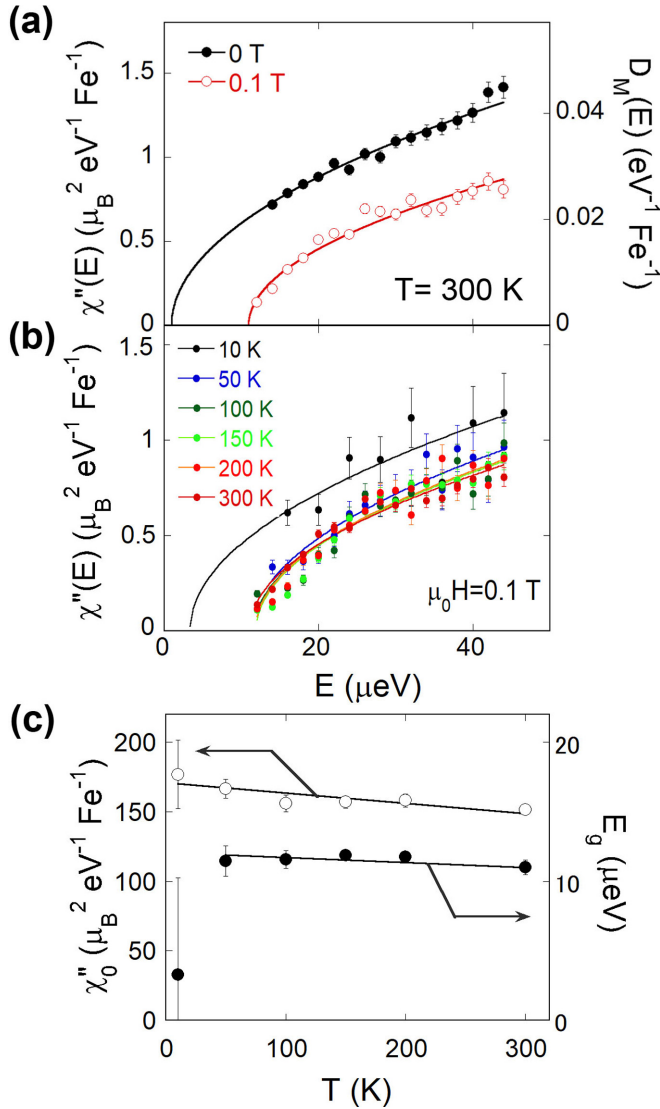 (a)
0 T
0.1 T
1.5
1
0.5
0
χ"(E) (μB² eV⁻¹ Fe⁻¹)
0.04
0.02
0
DM(E) (eV⁻¹ Fe⁻¹)
T= 300 K
(b)
1.5
1
0.5
0
χ"(E) (μB² eV⁻¹ Fe⁻¹)
10 K
50 K
100 K
150 K
200 K
300 K
μ0H=0.1 T
0 20 40
E (μeV)
(c)
200
150
100
50
0
χ0" (μB² eV⁻¹ Fe⁻¹)
20
10
0
Eg (μeV)
0 100 200 300
T (K)